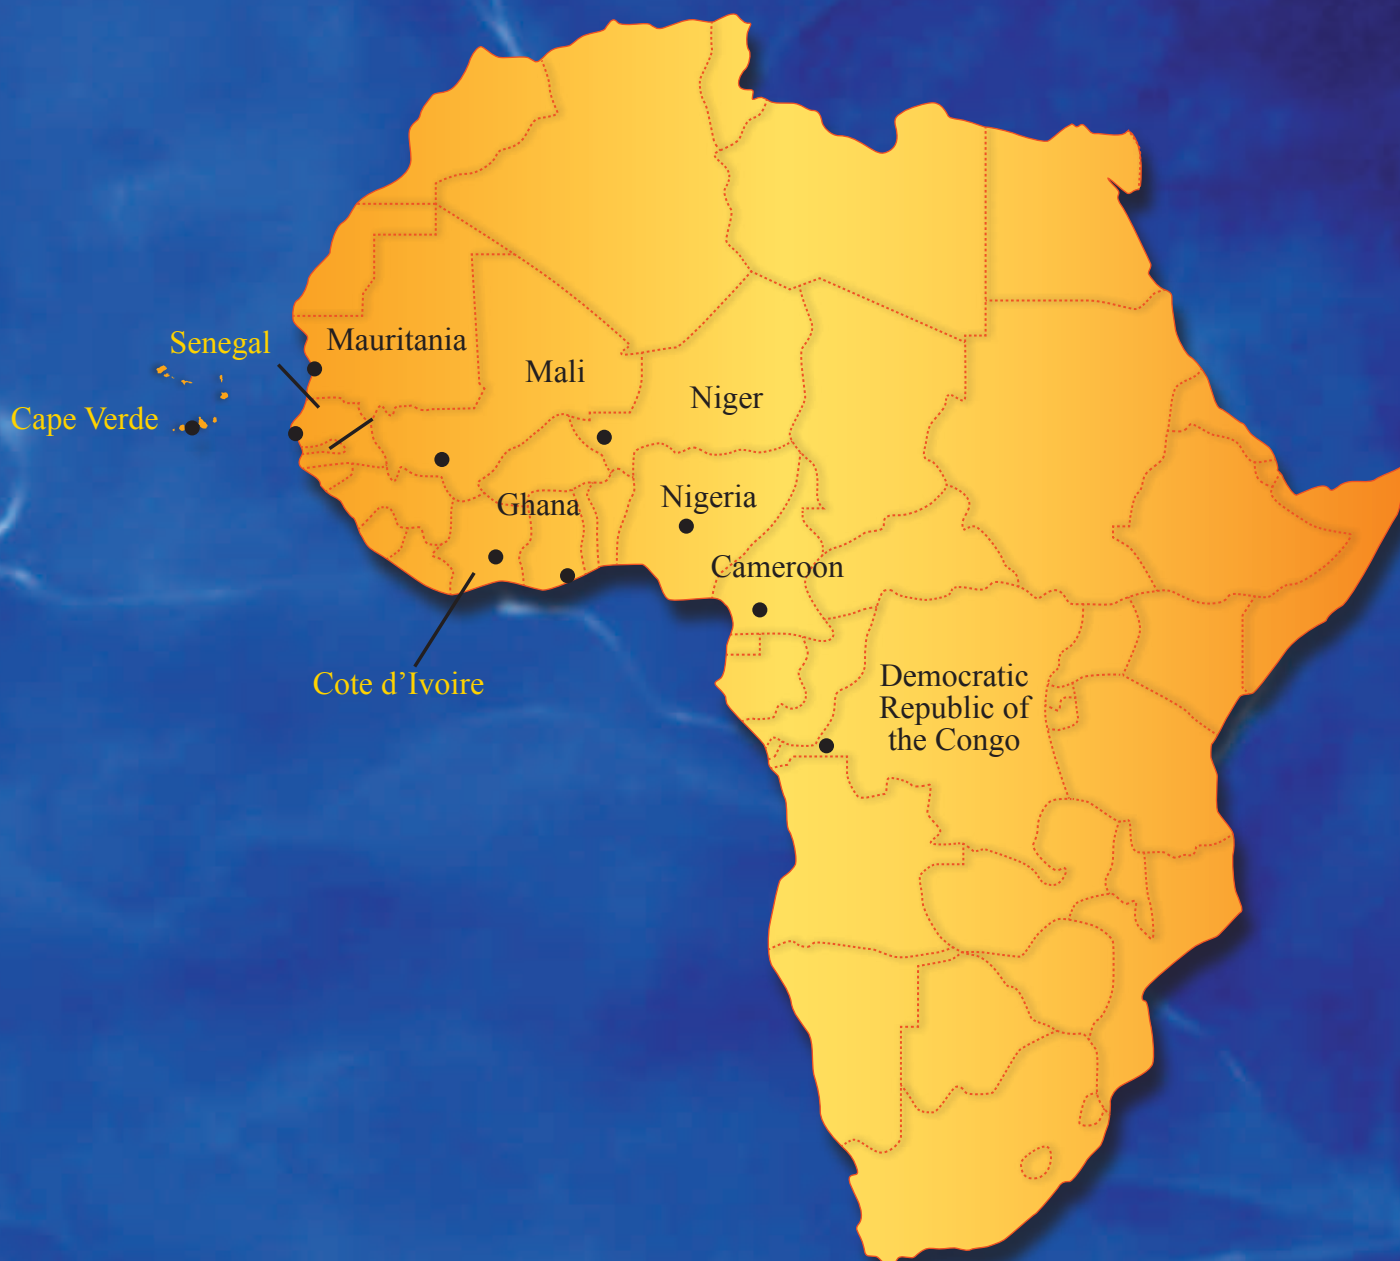 Senegal
Mauritania
Mali
Niger
Cape Verde
Ghana
Nigeria
Cameroon
Cote d’Ivoire
Democratic
Republic of
the Congo